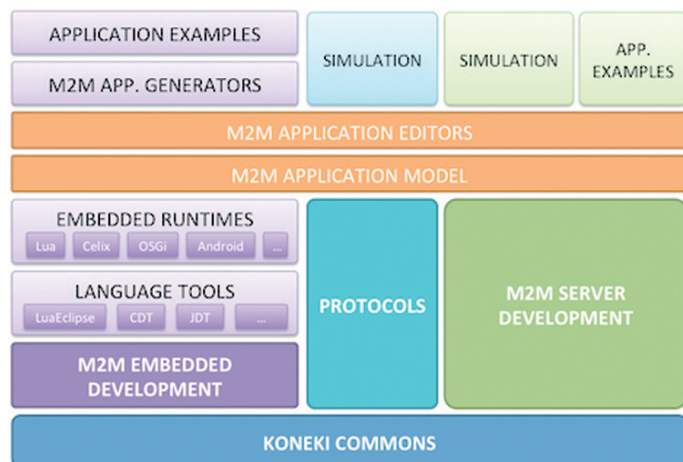 APPLICATION EXAMPLES
M2M APP. GENERATORS
SIMULATION
SIMULATION
APP.
EXAMPLES
M2M APPLICATION EDITORS
M2M APPLICATION MODEL
EMBEDDED RUNTIMES
Lua Celix OSGi Android ...
LANGUAGE TOOLS
LuaEclipse CDT JDT ...
M2M EMBEDDED
DEVELOPMENT
PROTOCOLS
M2M SERVER
DEVELOPMENT
KONEKI COMMONS